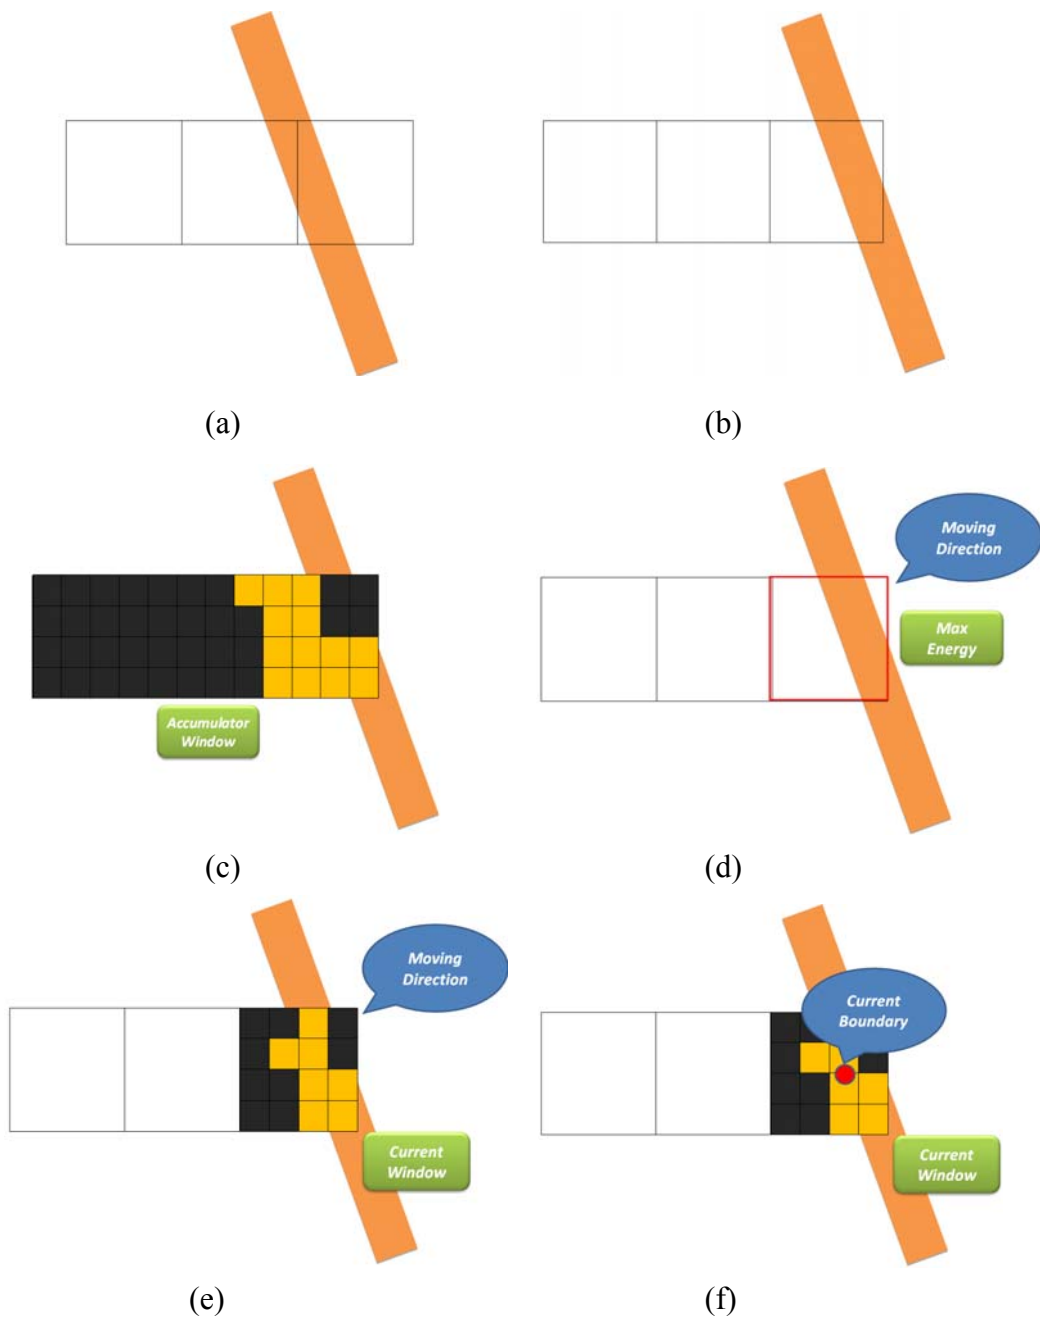 (a)
(b)
Accumulator
Window
Moving
Direction
Max
Energy
(c)
(d)
Moving
Direction
Current
Window
Current
Boundary
Current
Window
(e)
(f)